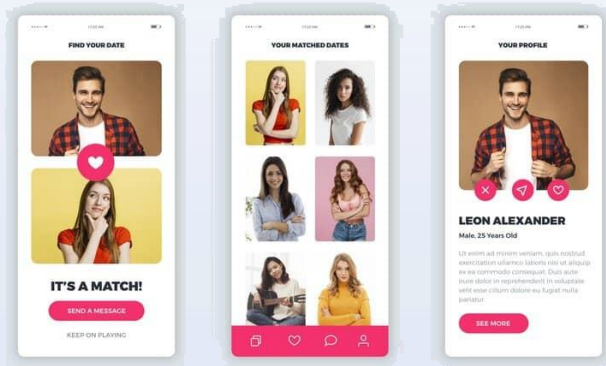 FIND YOUR DATE
IT'S A MATCH!
SEND A MESSAGE
KEEP ON PLAYING
YOUR MATCHED DATES
YOUR PROFILE
LEON ALEXANDER
Male, 25 Years Old
Ut enim ad minim veniam, quis nostrud
exercitation ullamco laboris nisi ut aliquip
ex ea commodo consequat. Duis aute
irure dolor in reprehenderit in voluptate
velit esse cillum dolore eu fugiat nulla
pariatur.
SEE MORE